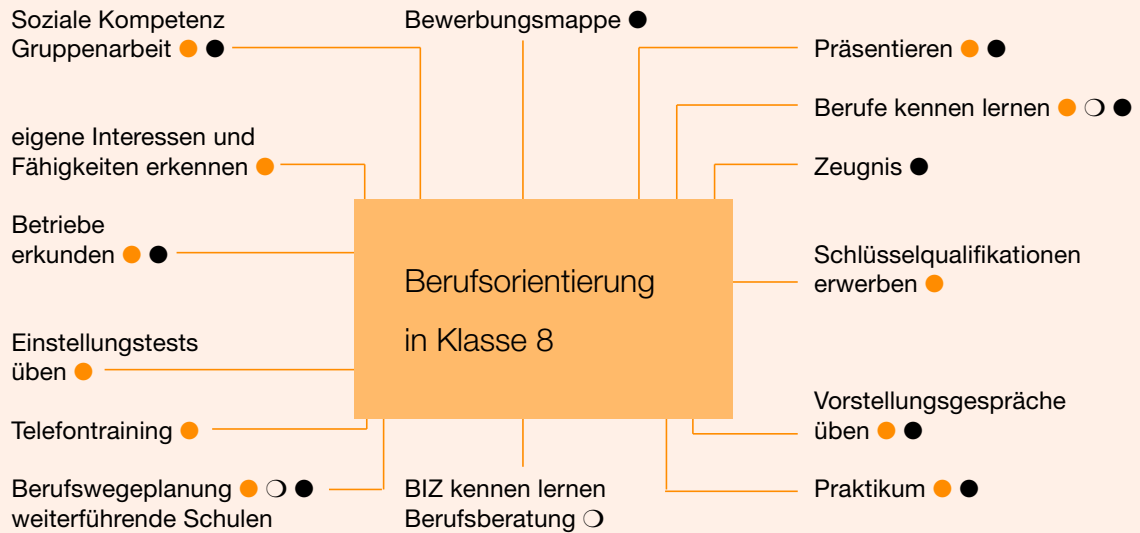 Soziale Kompetenz
Gruppenarbeit ● ●
Bewerbungsmappe ●
Präsentieren ● ●
Berufe kennen lernen ● ❍ ●
eigene Interessen und
Fähigkeiten erkennen ●
Zeugnis ●
Betriebe
erkunden ● ●
Berufsorientierung
in Klasse 8
Schlüsselqualifikationen
erwerben ●
Einstellungstests
üben ●
Telefontraining ●
Vorstellungsgespräche
üben ● ●
Berufswegeplanung ● ❍ ●
weiterführende Schulen
BIZ kennen lernen
Berufsberatung ❍
Praktikum ● ●